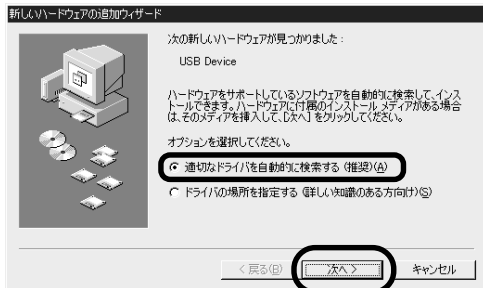 新しいハードウェアの追加ウィザード
次の新しいハードウェアが見つかりました :
USB Device
ハードウェアをサポートしているソフトウェアを自動的に検索して、インス
トールできます。ハードウェアに付属のインストール メディアがある場合
は、そのメディアを挿入して、[次へ] をクリックしてください。
オプションを選択してください。
適切なドライバを自動的に検索する (推奨)(A)
ドライバの場所を指定する (詳しい知識のある方向け)(S)
< 戻る(B)
次へ >
キャンセル